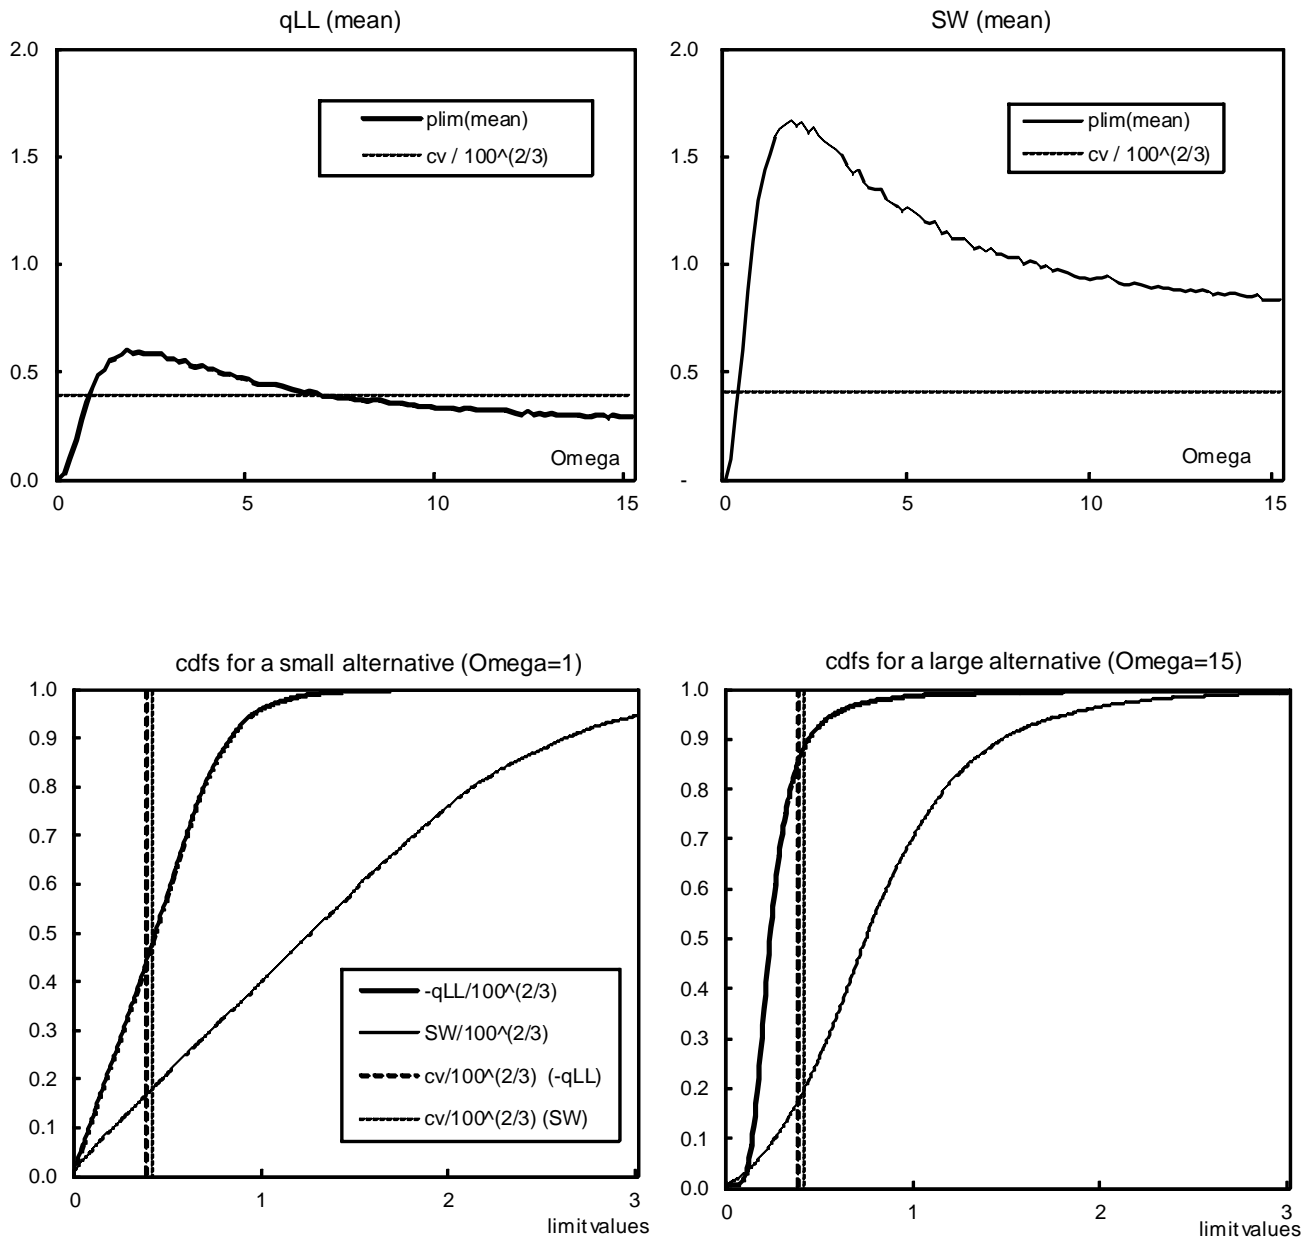 qLL (mean)
2.0
1.5
1.0
0.5
0.0
plim(mean)
cv / 100^(2/3)
Omega
0 5 10 15
SW (mean)
2.0
1.5
1.0
0.5
-
plim(mean)
cv / 100^(2/3)
Omega
0 5 10 15
cdfs for a small alternative (Omega=1)
1.0
0.9
0.8
0.7
0.6
0.5
0.4
0.3
0.2
0.1
0.0
-qLL/100^(2/3)
SW/100^(2/3)
cv/100^(2/3) (-qLL)
cv/100^(2/3) (SW)
0 1 2 3
limit values
cdfs for a large alternative (Omega=15)
1.0
0.9
0.8
0.7
0.6
0.5
0.4
0.3
0.2
0.1
0.0
0 1 2 3
limit values